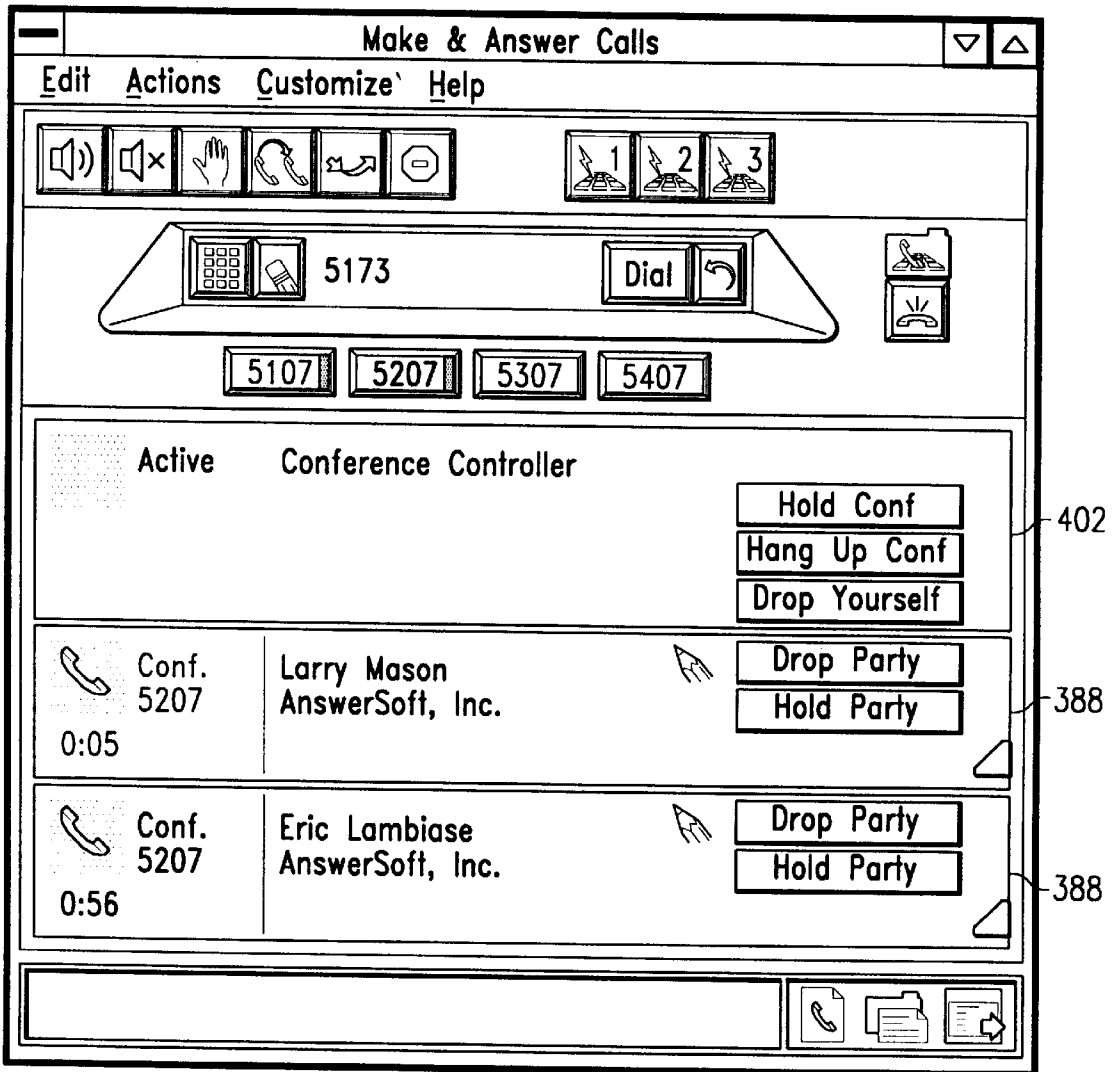 Make & Answer Calls
Edit Actions Customize` Help
1 2 3
5173 Dial
5107 5207 5307 5407
Active Conference Controller
Hold Conf
Hang Up Conf
Drop Yourself
402
Conf. Larry Mason Drop Party
5207 AnswerSoft, Inc. Hold Party
388
0:05
Conf. Eric Lambiase Drop Party
5207 AnswerSoft, Inc. Hold Party
388
0:56